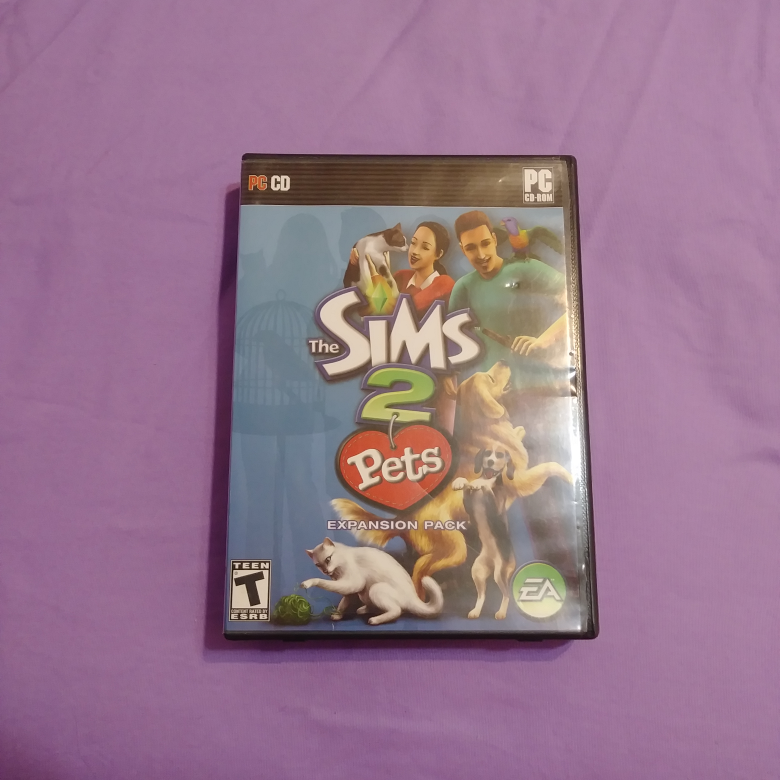 PC CD
PC
CD-ROM
The SIMS
2
Pets
EXPANSION PACK
TEEN
T
CONTENT RATED BY
ESRB
EA